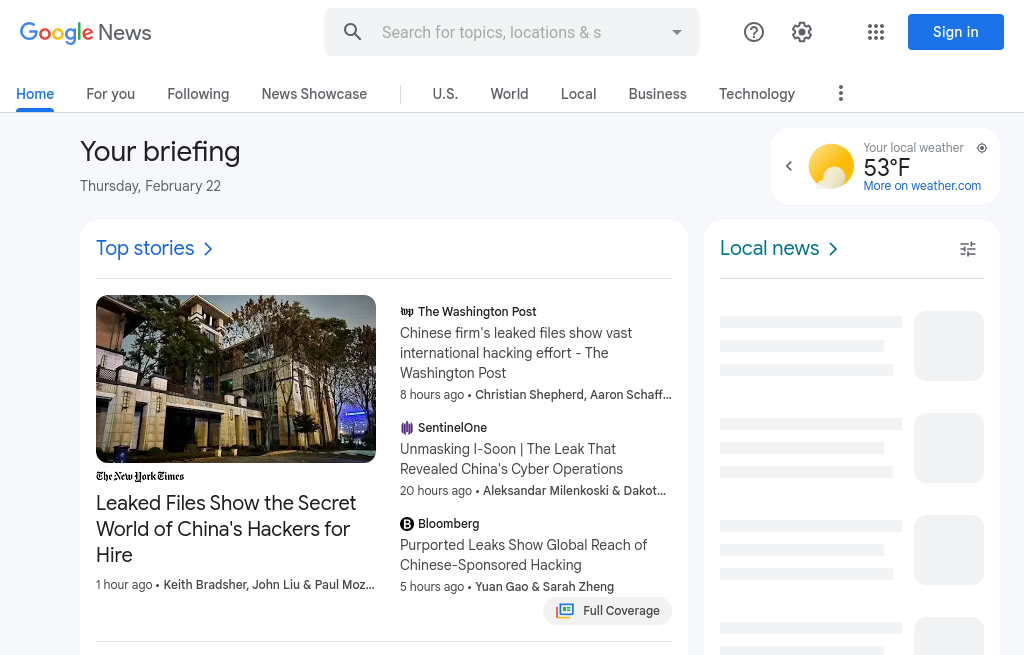 Google News
Search for topics, locations & s
Sign in
Home
For you
Following
News Showcase
U.S.
World
Local
Business
Technology
Your briefing
Thursday, February 22
Your local weather
53°F
More on weather.com
Top stories
The New York Times
Leaked Files Show the Secret
World of China's Hackers for
Hire
1 hour ago • Keith Bradsher, John Liu & Paul Moz...
The Washington Post
Chinese firm's leaked files show vast
international hacking effort - The
Washington Post
8 hours ago • Christian Shepherd, Aaron Schaff...
SentinelOne
Unmasking I-Soon | The Leak That
Revealed China's Cyber Operations
20 hours ago • Aleksandar Milenkoski & Dakot...
Bloomberg
Purported Leaks Show Global Reach of
Chinese-Sponsored Hacking
5 hours ago • Yuan Gao & Sarah Zheng
Full Coverage
Local news